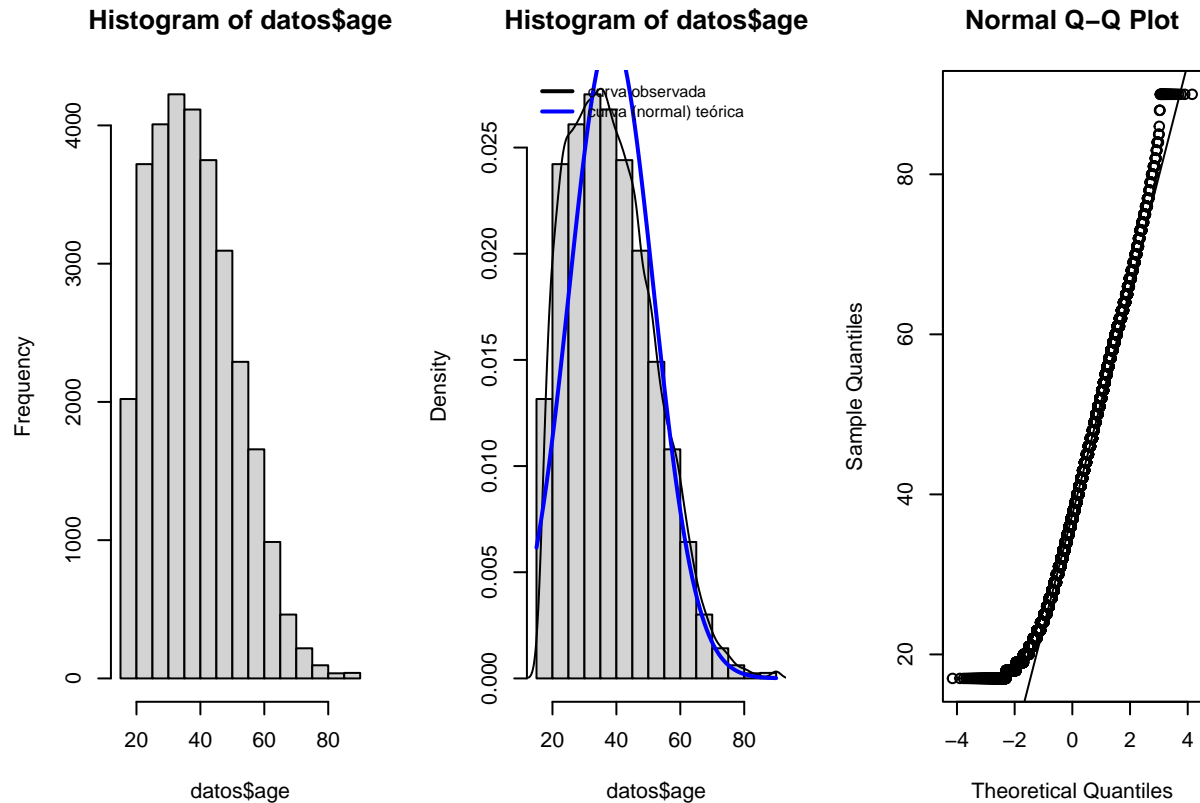 Histogram of datos$age
Frequency
4000
3000
2000
1000
0
20 40 60 80
datos$age
Histogram of datos$age
curva observada
curva (normal) teórica
Density
0.025
0.020
0.015
0.010
0.005
0.000
20 40 60 80
datos$age
Normal Q−Q Plot
Sample Quantiles
80
60
40
20
−4 −2 0 2 4
Theoretical Quantiles